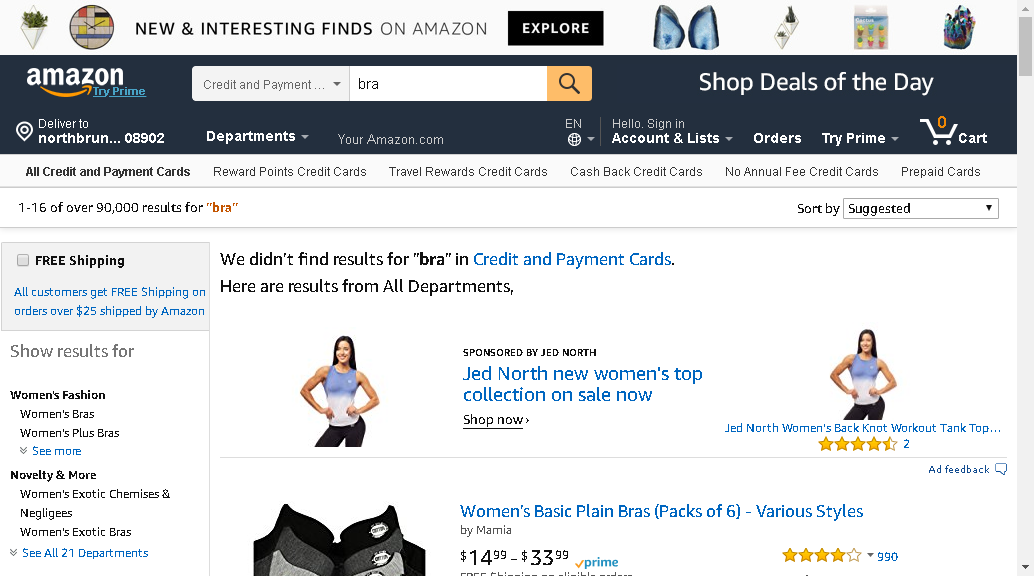 NEW & INTERESTING FINDS ON AMAZON
EXPLORE
amazon
Try Prime
Credit and Payment ...
bra
Shop Deals of the Day
Deliver to
northbrun... 08902
Departments
Your Amazon.com
EN
Hello. Sign in
Account & Lists
Orders
Try Prime
0
Cart
All Credit and Payment Cards
Reward Points Credit Cards
Travel Rewards Credit Cards
Cash Back Credit Cards
No Annual Fee Credit Cards
Prepaid Cards
1-16 of over 90,000 results for "bra"
Sort by
Suggested
FREE Shipping
All customers get FREE Shipping on
orders over $25 shipped by Amazon
Show results for
Women's Fashion
Women's Bras
Women's Plus Bras
See more
Novelty & More
Women's Exotic Chemises &
Negligees
Women's Exotic Bras
See All 21 Departments
We didn't find results for "bra" in Credit and Payment Cards.
Here are results from All Departments,
SPONSORED BY JED NORTH
Jed North new women's top
collection on sale now
Shop now ›
Jed North Women's Back Knot Workout Tank Top...
2
Ad feedback
Women's Basic Plain Bras (Packs of 6) - Various Styles
by Mamia
$14.99 - $33.99
prime
990
FREE Shipping on eligible orders